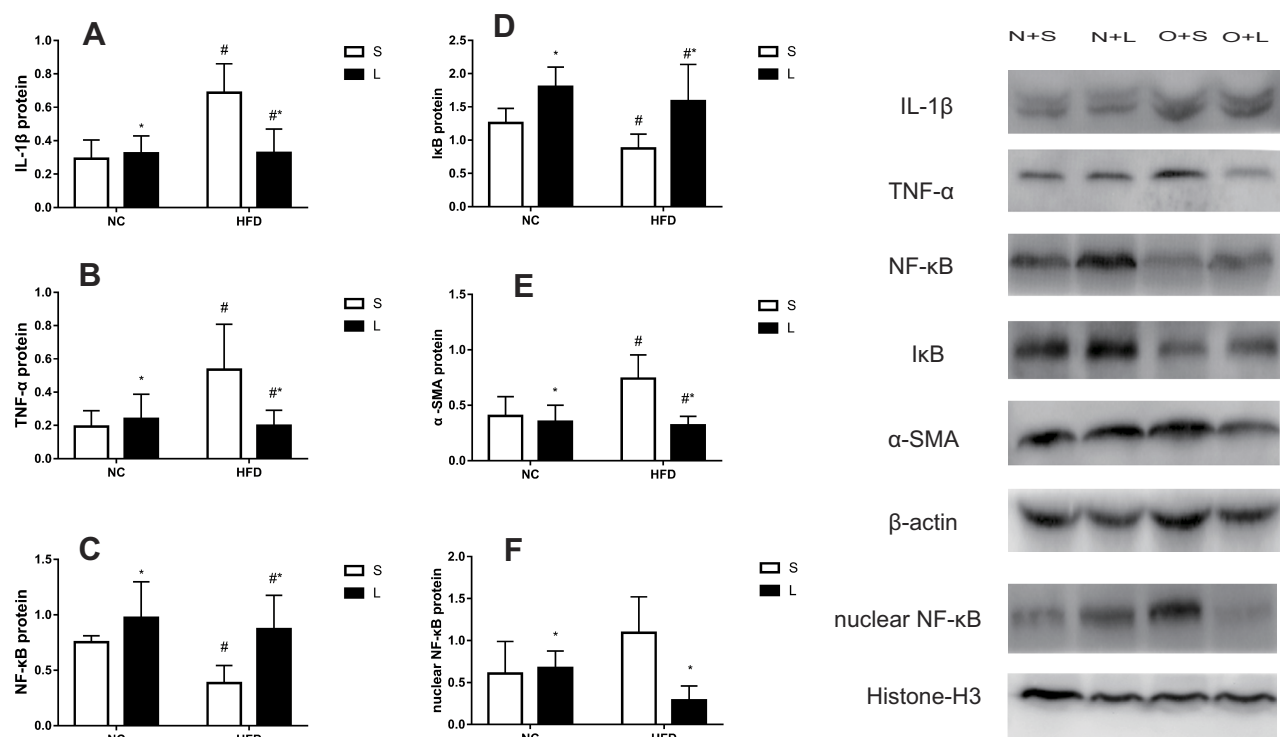 A
IL-1β protein
1.0
0.8
0.6
0.4
0.2
0.0
*
#
#*
NC
HFD
S
L
B
TNF-α protein
1.0
0.8
0.6
0.4
0.2
0.0
*
#
#*
NC
HFD
S
L
C
NF-κB protein
1.5
1.0
0.5
0.0
*
#
#*
NC
HFD
S
L
D
IκB protein
2.5
2.0
1.5
1.0
0.5
0.0
*
#
#*
NC
HFD
S
L
E
α -SMA protein
1.5
1.0
0.5
0.0
*
#
#*
NC
HFD
S
L
F
nuclear NF-κB protein
2.0
1.5
1.0
0.5
0.0
*
*
NC
HFD
S
L
N+S N+L O+S O+L
IL-1β
TNF-α
NF-κB
IκB
α-SMA
β-actin
nuclear NF-κB
Histone-H3